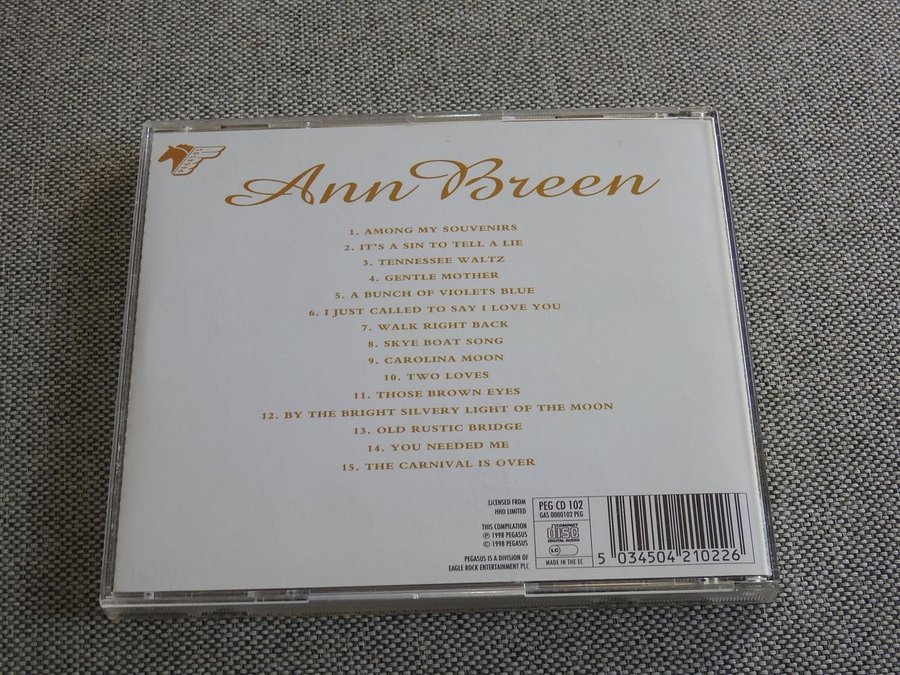 Ann Breen
1. AMONG MY SOUVENIRS
2. IT'S A SIN TO TELL A LIE
3. TENNESSEE WALTZ
4. GENTLE MOTHER
5. A BUNCH OF VIOLETS BLUE
6. I JUST CALLED TO SAY I LOVE YOU
7. WALK RIGHT BACK
8. SKYE BOAT SONG
9. CAROLINA MOON
10. TWO LOVES
11. THOSE BROWN EYES
12. BY THE BRIGHT SILVERY LIGHT OF THE MOON
13. OLD RUSTIC BRIDGE
14. YOU NEEDED ME
15. THE CARNIVAL IS OVER
LICENSED FROM
HHO LIMITED
THIS COMPILATION
℗ 1998 PEGASUS
© 1998 PEGASUS
PEGASUS IS A DIVISION OF
EAGLE ROCK ENTERTAINMENT PLC
PEG CD 102
GAS 0000102 PEG
COMPACT
disc
DIGITAL AUDIO
LC
MADE IN THE EC
5 034504 210226